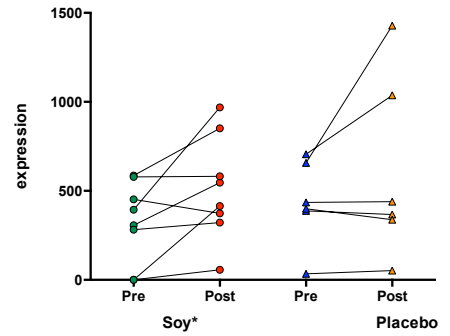 1500
1000
500
0
expression
Pre Post Pre Post
Soy* Placebo